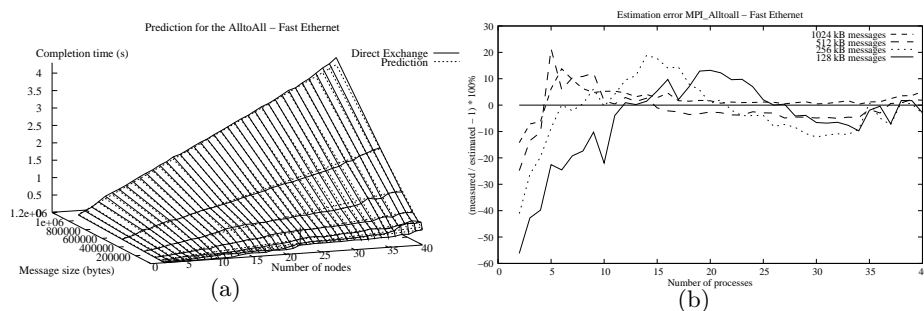 Prediction for the AlltoAll – Fast Ethernet
Completion time (s)
Direct Exchange
Prediction
4
3.5
3
2.5
2
1.5
1
0.5
0
1.2e+06
1e+06
800000
600000
400000
200000
Message size (bytes)
0
5
10
15
20
25
30
35
40
Number of nodes
(a)
Estimation error MPI_Alltoall – Fast Ethernet
1024 kB messages
512 kB messages
256 kB messages
128 kB messages
(measured / estimated – 1) * 100%
30
20
10
0
−10
−20
−30
−40
−50
−60
0 5 10 15 20 25 30 35 40
Number of processes
(b)